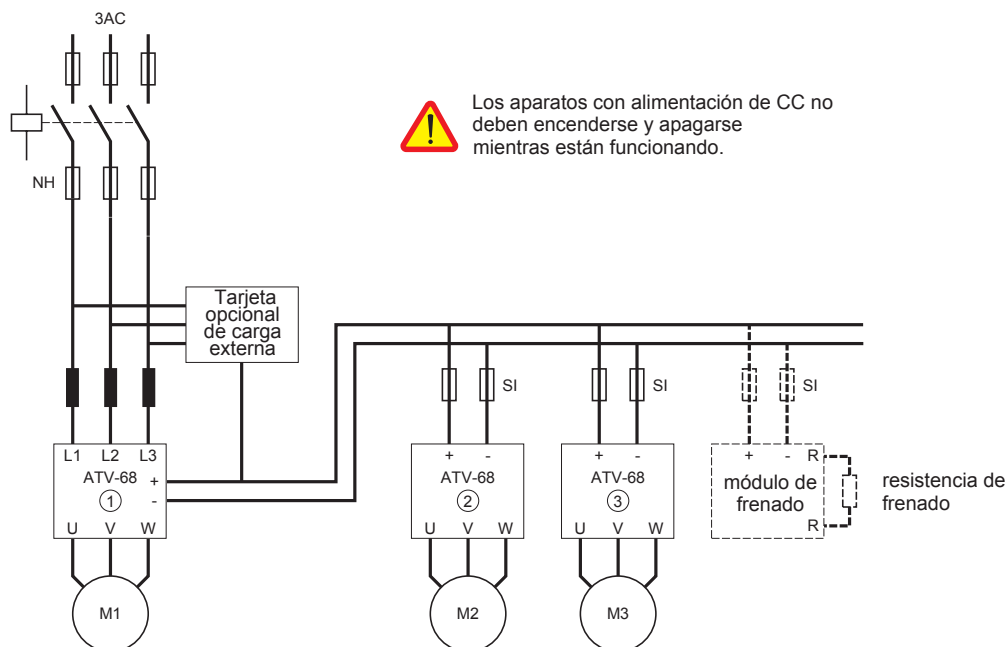 3AC
Los aparatos con alimentación de CC no
deben encenderse y apagarse
mientras están funcionando.
NH
Tarjeta
opcional
de carga
externa
SI
SI
SI
L1 L2 L3
ATV-68
1
+
-
U V W
M1
+ -
ATV-68
2
U V W
M2
+ -
ATV-68
3
U V W
M3
+ - R
módulo de
frenado
R
resistencia de
frenado